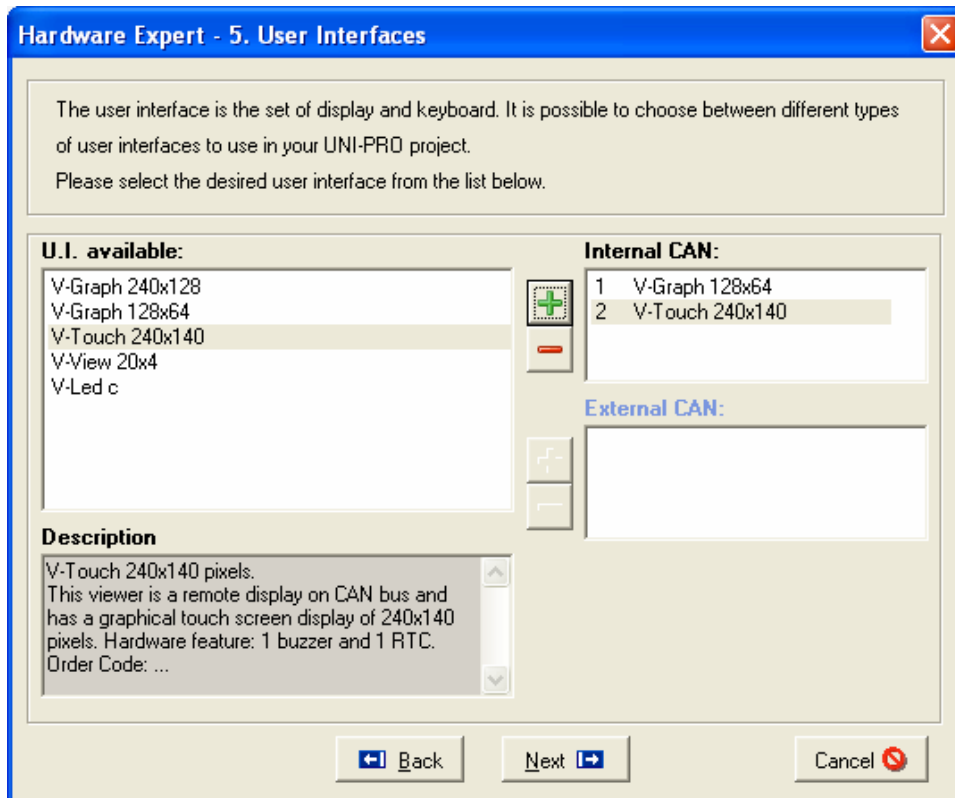 Hardware Expert - 5. User Interfaces
The user interface is the set of display and keyboard. It is possible to choose between different types
of user interfaces to use in your UNI-PRO project.
Please select the desired user interface from the list below.
U.I. available:
V-Graph 240x128
V-Graph 128x64
V-Touch 240x140
V-View 20x4
V-Led c
Internal CAN:
1 V-Graph 128x64
2 V-Touch 240x140
External CAN:
Description
V-Touch 240x140 pixels.
This viewer is a remote display on CAN bus and
has a graphical touch screen display of 240x140
pixels. Hardware feature: 1 buzzer and 1 RTC.
Order Code: ...
Back
Next
Cancel